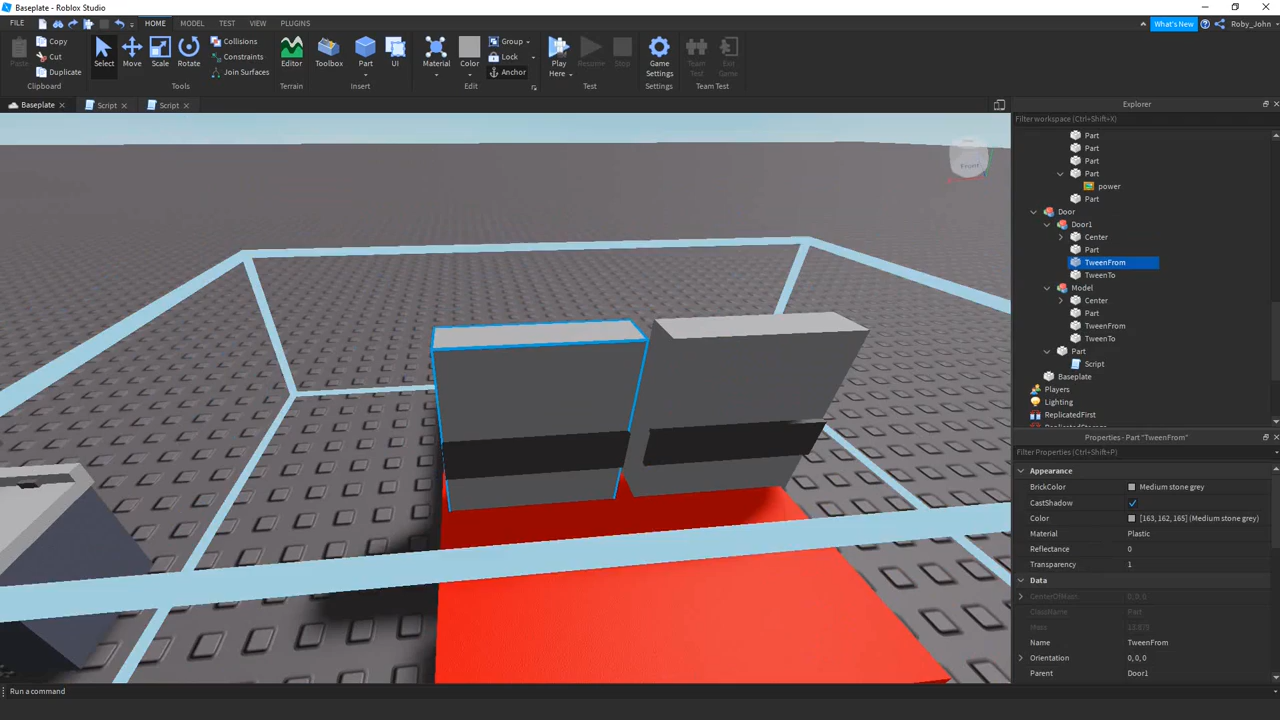 Baseplate - Roblox Studio
FILE HOME MODEL TEST VIEW PLUGINS What's New Roby_John
Copy Collisions Group
Cut Constraints Lock
Paste Duplicate Select Move Scale Rotate Join Surfaces Editor Toolbox Part UI Material Color Anchor Play Here Resume Stop Game Settings Team Test Exit Game
Clipboard Tools Terrain Insert Edit Test Settings Team Test
Baseplate Script Script
Explorer
Filter workspace (Ctrl+Shift+X)
Part
Part
Part
Part
power
Part
Door
Door1
Center
Part
TweenFrom
TweenTo
Model
Center
Part
TweenFrom
TweenTo
Part
Script
Baseplate
Players
Lighting
ReplicatedFirst
ReplicatedStorage
Properties - Part "TweenFrom"
Filter Properties (Ctrl+Shift+P)
Appearance
BrickColor Medium stone grey
CastShadow
Color [163, 162, 165] (Medium stone grey)
Material Plastic
Reflectance 0
Transparency 1
Data
CenterOfMass 0, 0, 0
ClassName Part
Mass
Name TweenFrom
Orientation 0, 0, 0
Parent Door1
Run a command